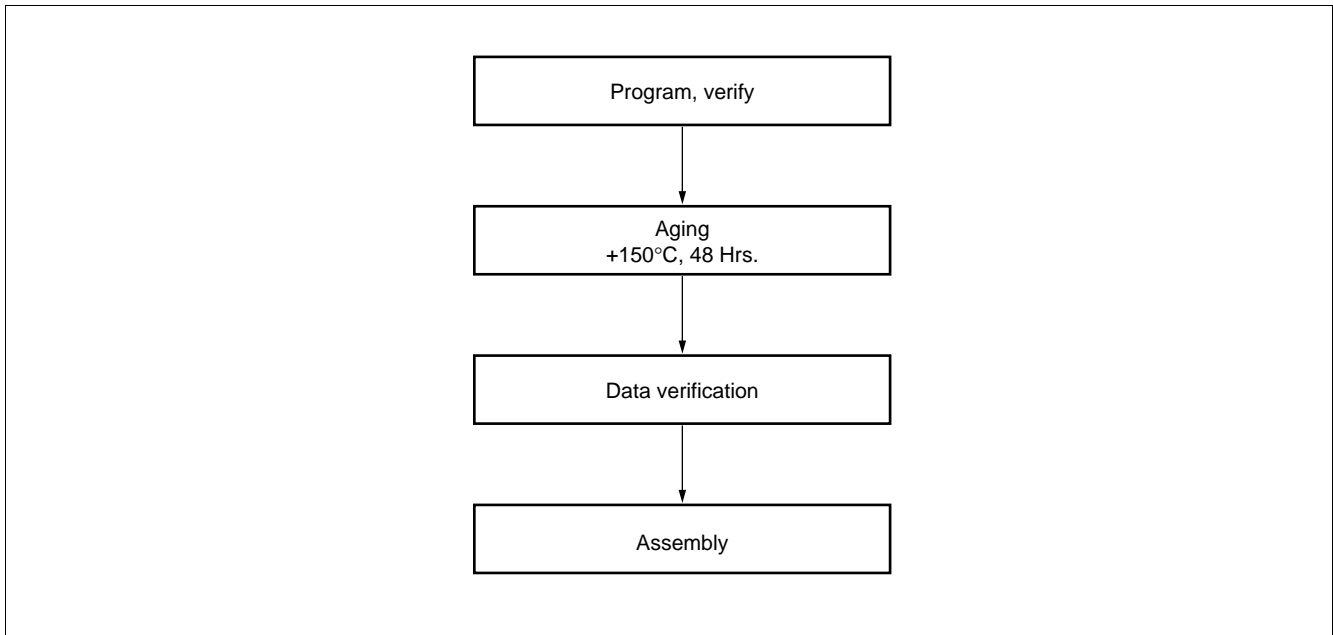 Program, verify
Aging
+150°C, 48 Hrs.
Data verification
Assembly